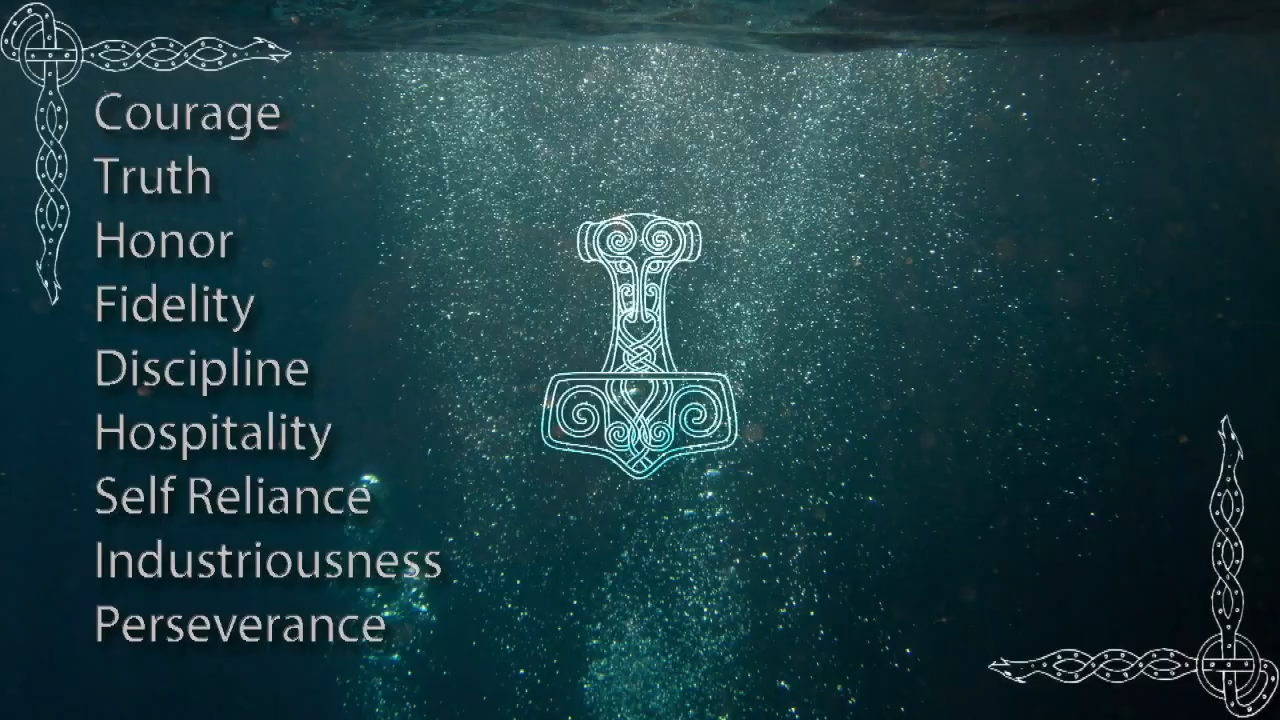 Courage
Truth
Honor
Fidelity
Discipline
Hospitality
Self Reliance
Industriousness
Perseverance